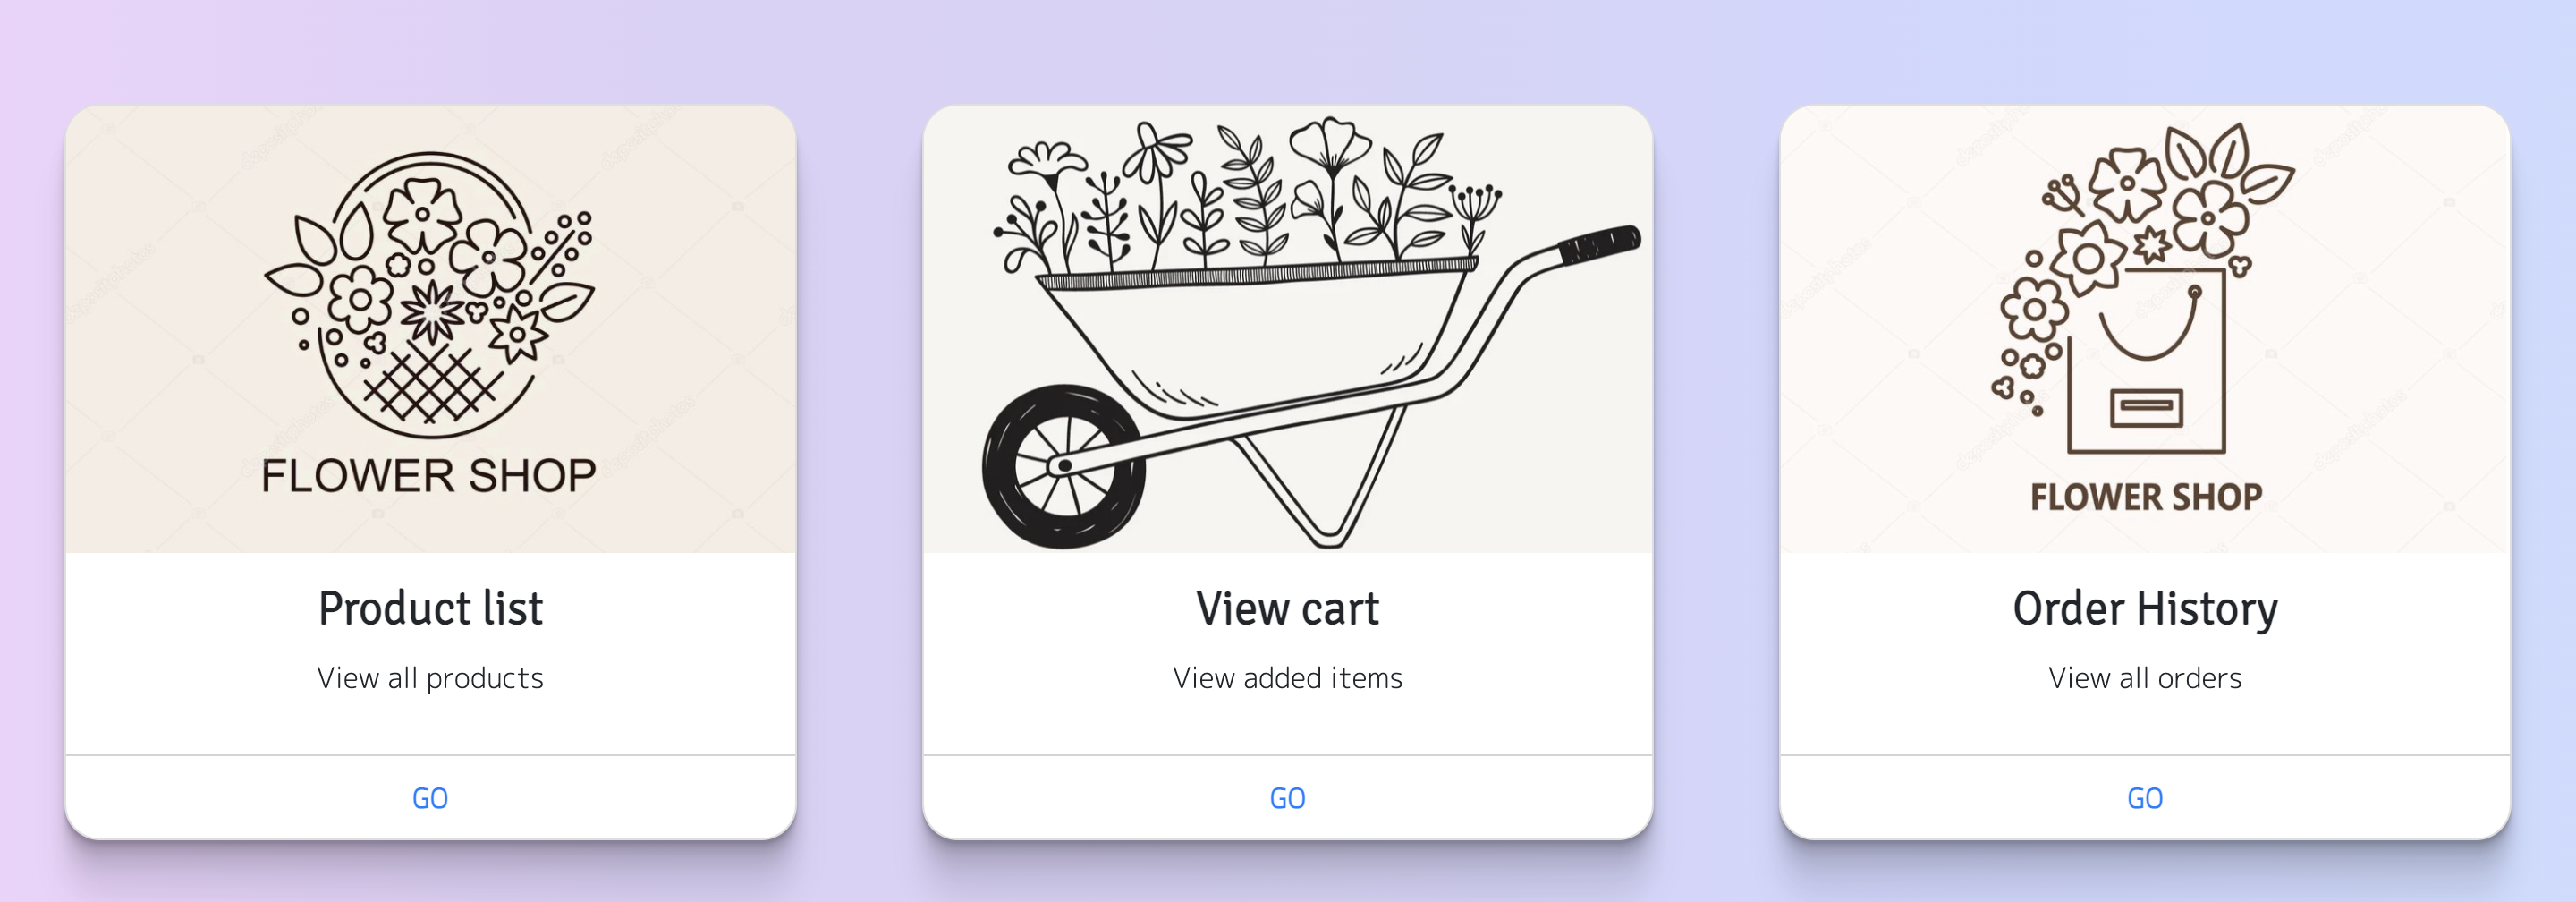 FLOWER SHOP
Product list
View all products
GO
View cart
View added items
GO
FLOWER SHOP
Order History
View all orders
GO